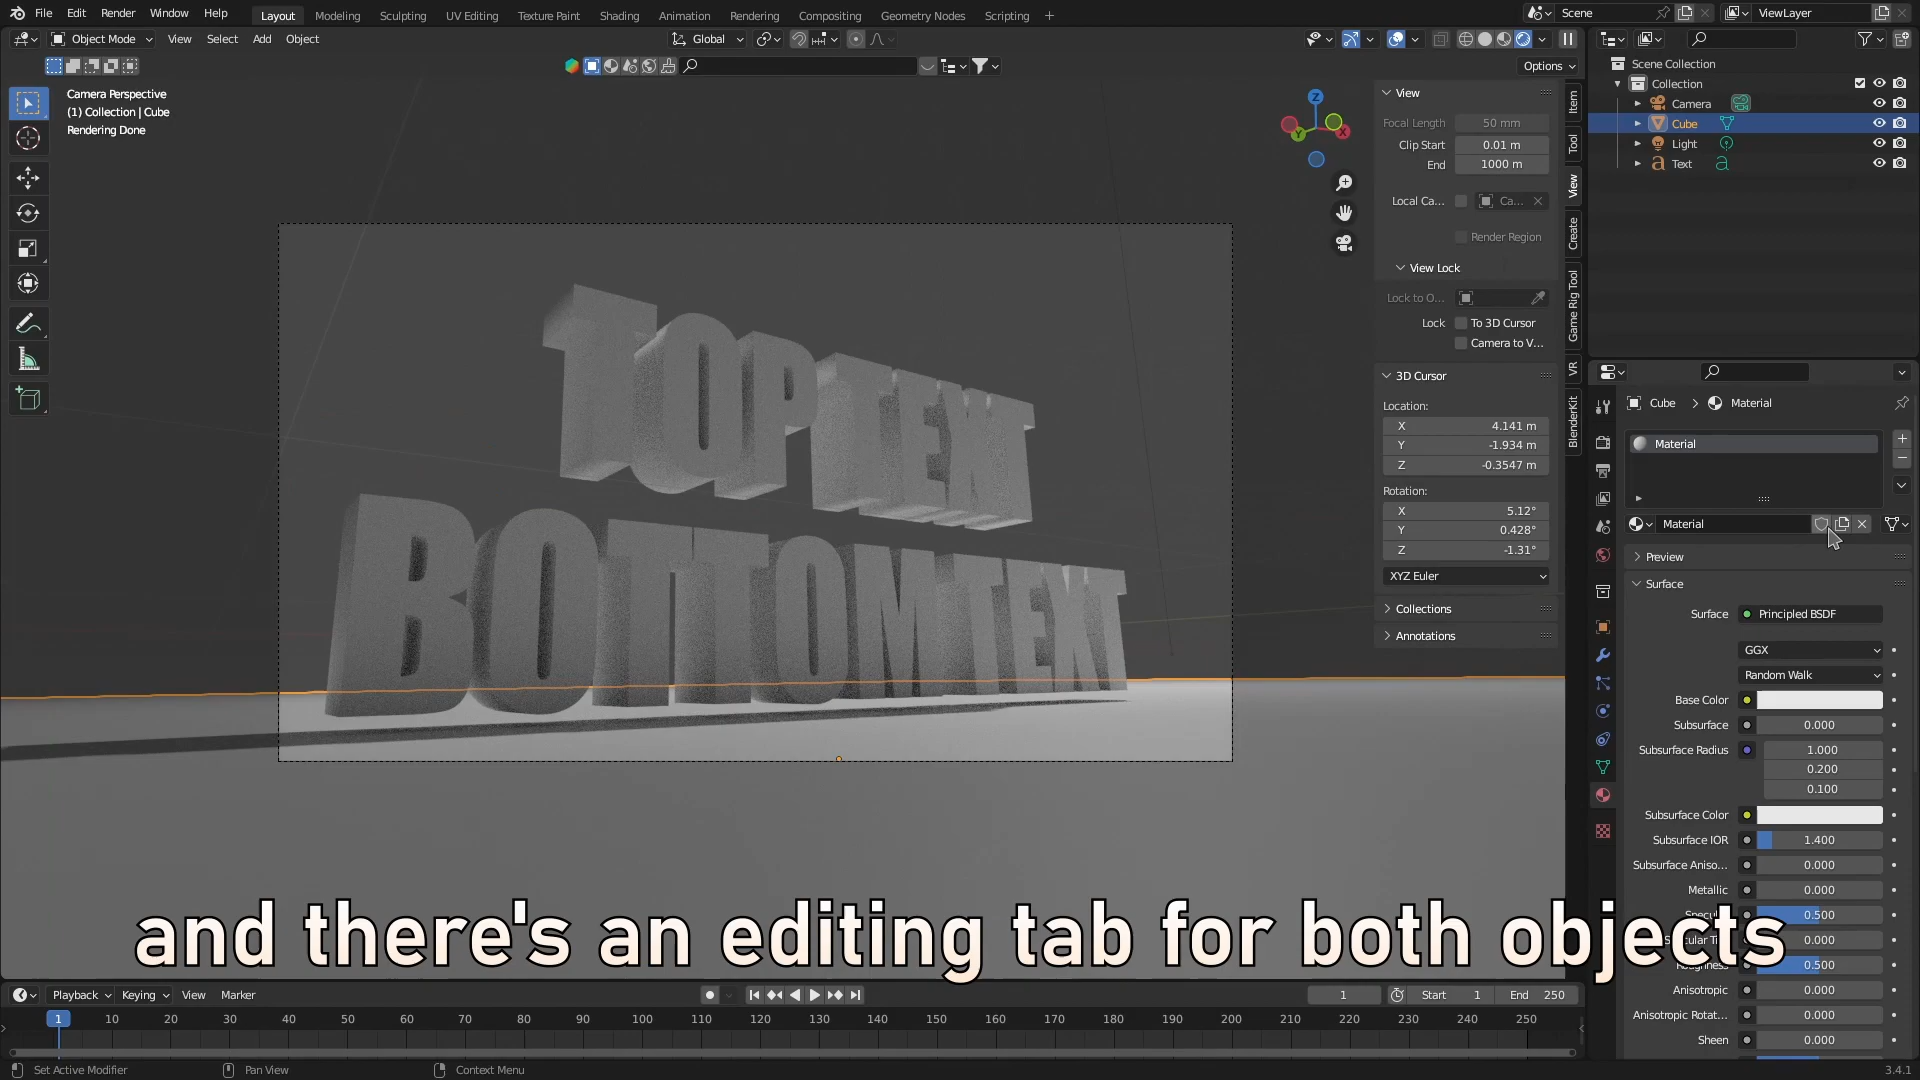 File Edit Render Window Help Layout Modeling Sculpting UV Editing Texture Paint Shading Animation Rendering Compositing Geometry Nodes Scripting + Scene ViewLayer
Object Mode View Select Add Object Global
Options
Camera Perspective
(1) Collection | Cube
Rendering Done
TOP TEXT
BOTTOM TEXT
View
Focal Length 50 mm
Clip Start 0.01 m
End 1000 m
Local Ca... Ca...
Render Region
View Lock
Lock to O...
Lock To 3D Cursor
Camera to V...
3D Cursor
Location:
X 4.141 m
Y -1.934 m
Z -0.3547 m
Rotation:
X 5.12°
Y 0.428°
Z -1.31°
XYZ Euler
Collections
Annotations
Item
Tool
View
Create
Game Rig Tool
VR
BlenderKit
Scene Collection
Collection
Camera
Cube
Light
Text
Cube > Material
Material
Material
Preview
Surface
Surface Principled BSDF
GGX
Random Walk
Base Color
Subsurface 0.000
Subsurface Radius 1.000
0.200
0.100
Subsurface Color
Subsurface IOR 1.400
Subsurface Aniso... 0.000
Metallic 0.000
0.500
0.000
Roughness 0.500
Anisotropic 0.000
Anisotropic Rotat... 0.000
Sheen 0.000
and there's an editing tab for both objects
Playback Keying View Marker 1 Start 1 End 250
1 10 20 30 40 50 60 70 80 90 100 110 120 130 140 150 160 170 180 190 200 210 220 230 240 250
Set Active Modifier Pan View Context Menu 3.4.1